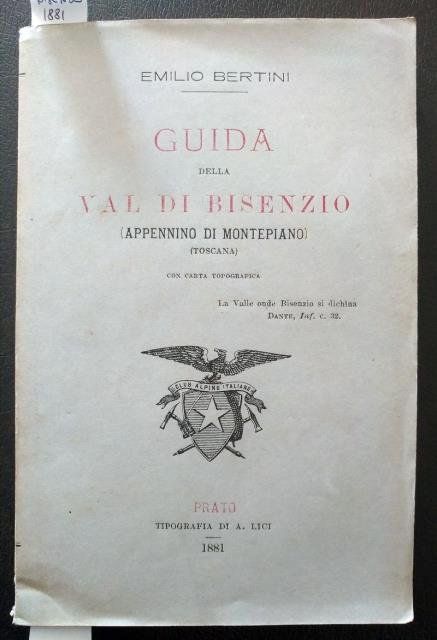 1881
EMILIO BERTINI
GUIDA
DELLA
VAL DI BISENZIO
(APPENNINO DI MONTEPIANO)
(TOSCANA)
CON CARTA TOPOGRAFICA
La Valle onde Bisenzio si dichina
DANTE, Inf. c. 32.
CLUB ALPINO ITALIANO
PRATO
TIPOGRAFIA DI A. LICI
1881